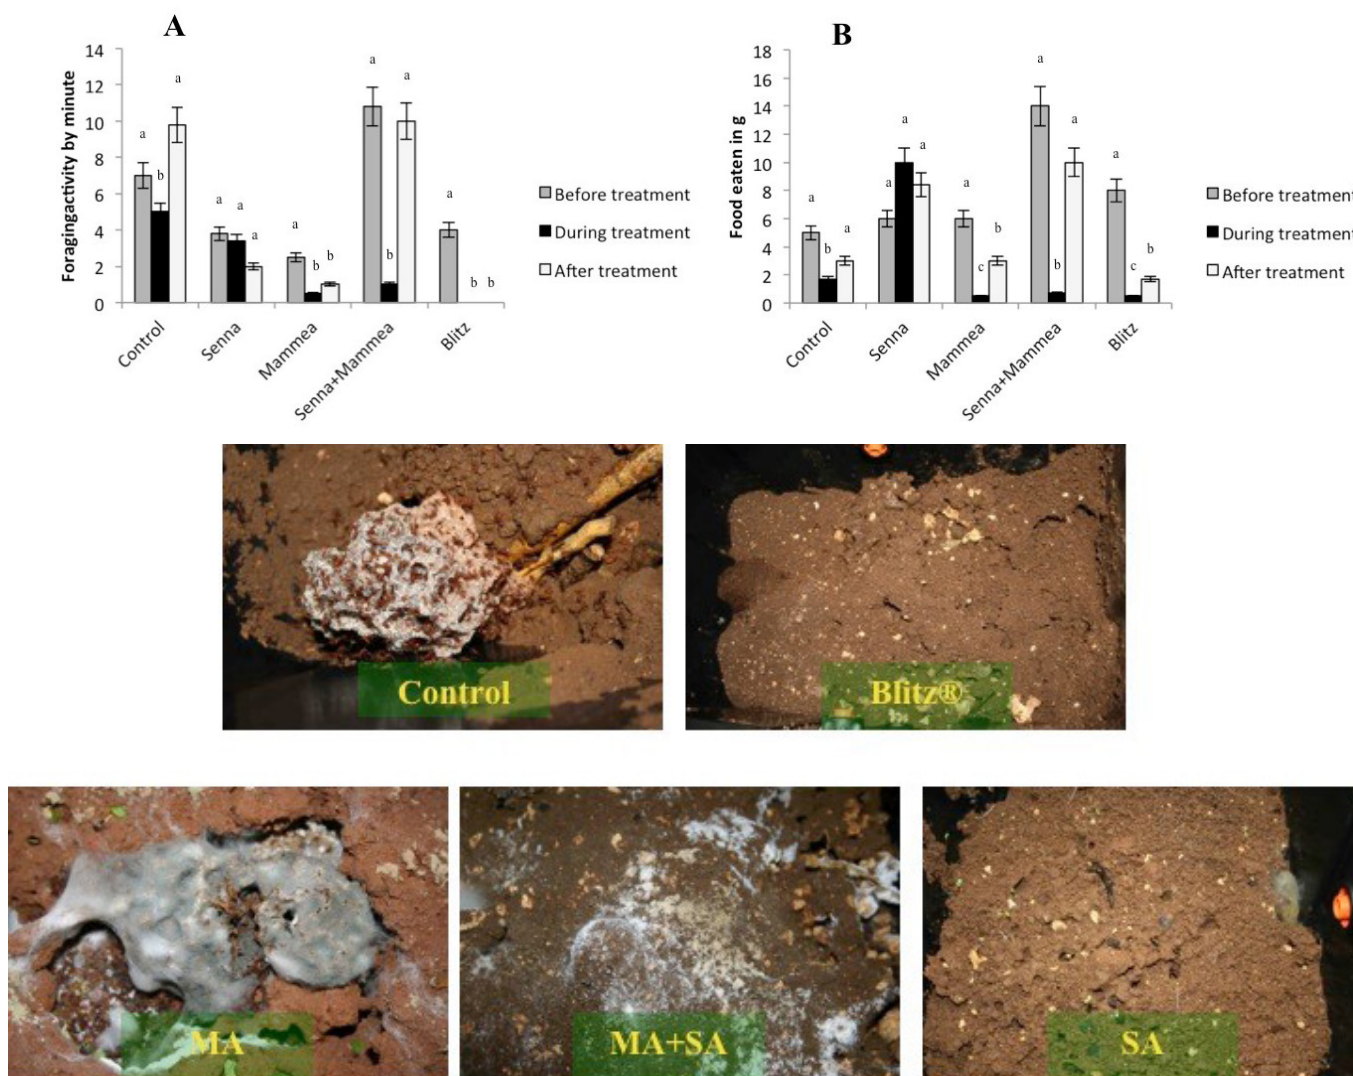 A
B
14
12
10
8
6
4
2
0
Foragingactivity by minute
a
b
a
a
a
a
a
b
b
a
b
a
a
b
b
Control
Senna
Mammea
Senna+Mammea
Blitz
Before treatment
During treatment
After treatment
18
16
14
12
10
8
6
4
2
0
Food eaten in g
a
b
a
a
a
a
a
c
b
a
b
a
a
c
b
Control
Senna
Mammea
Senna+Mammea
Blitz
Before treatment
During treatment
After treatment
Control
Blitz®
MA
MA+SA
SA